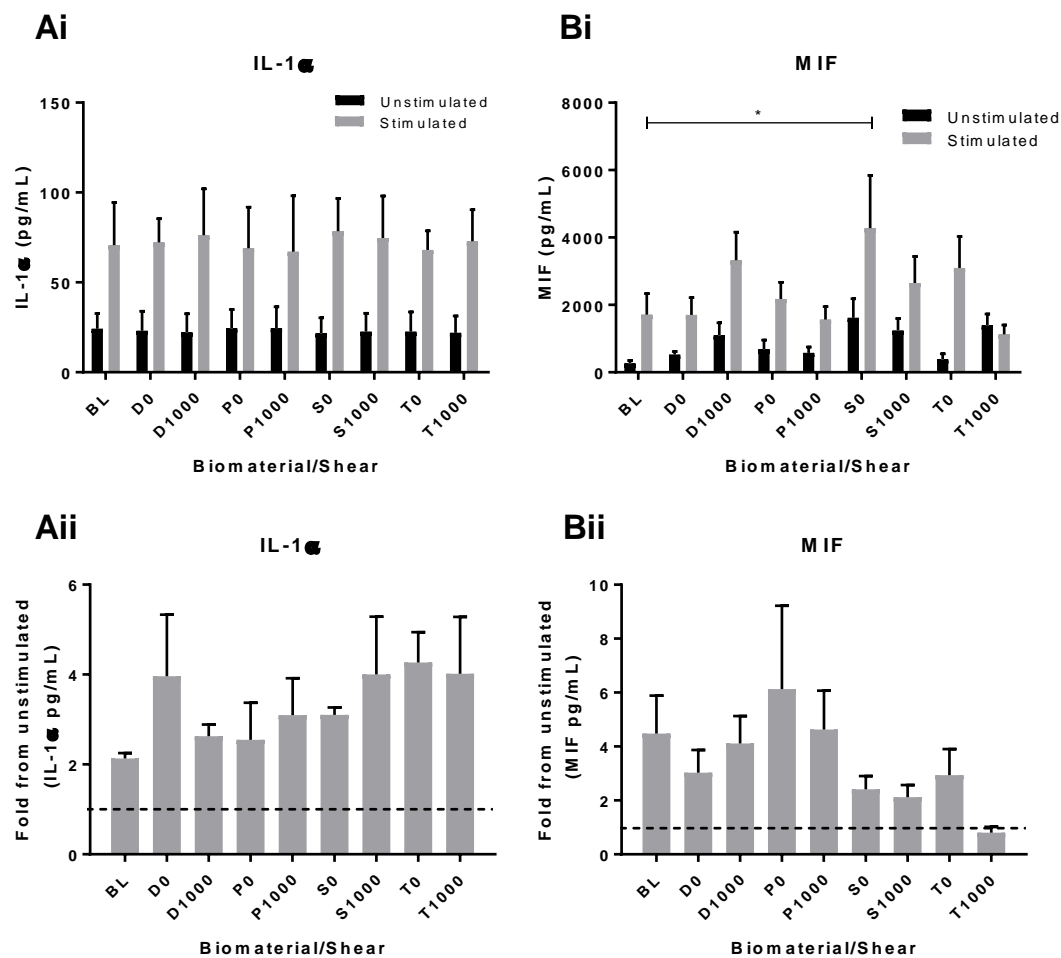 Ai
IL-1α
Unstimulated
Stimulated
IL-1α (pg/mL)
150
100
50
0
BL
D0
D1000
P0
P1000
S0
S1000
T0
T1000
Biomaterial/Shear
Bi
MIF
*
Unstimulated
Stimulated
MIF (pg/mL)
8000
6000
4000
2000
0
BL
D0
D1000
P0
P1000
S0
S1000
T0
T1000
Biomaterial/Shear
Aii
IL-1α
Fold from unstimulated
(IL-1α pg/mL)
6
4
2
0
BL
D0
D1000
P0
P1000
S0
S1000
T0
T1000
Biomaterial/Shear
Bii
MIF
Fold from unstimulated
(MIF pg/mL)
10
8
6
4
2
0
BL
D0
D1000
P0
P1000
S0
S1000
T0
T1000
Biomaterial/Shear